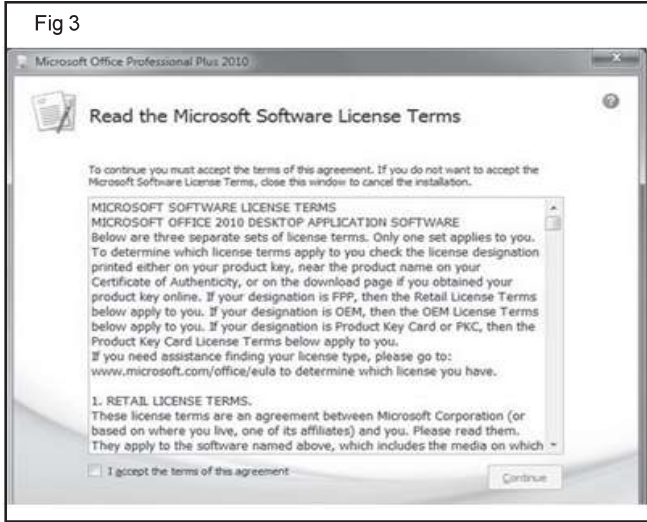 Fig 3
Microsoft Office Professional Plus 2010
Read the Microsoft Software License Terms
To continue you must accept the terms of this agreement. If you do not want to accept the
Microsoft Software License Terms, close this window to cancel the installation.
MICROSOFT SOFTWARE LICENSE TERMS
MICROSOFT OFFICE 2010 DESKTOP APPLICATION SOFTWARE
Below are three separate sets of license terms. Only one set applies to you.
To determine which license terms apply to you check the license designation
printed either on your product key, near the product name on your
Certificate of Authenticity, or on the download page if you obtained your
product key online. If your designation is FPP, then the Retail License Terms
below apply to you. If your designation is OEM, then the OEM License Terms
below apply to you. If your designation is Product Key Card or PKC, then the
Product Key Card License Terms below apply to you.
If you need assistance finding your license type, please go to:
www.microsoft.com/office/eula to determine which license you have.
1. RETAIL LICENSE TERMS.
These license terms are an agreement between Microsoft Corporation (or
based on where you live, one of its affiliates) and you. Please read them.
They apply to the software named above, which includes the media on which
I accept the terms of this agreement
Continue